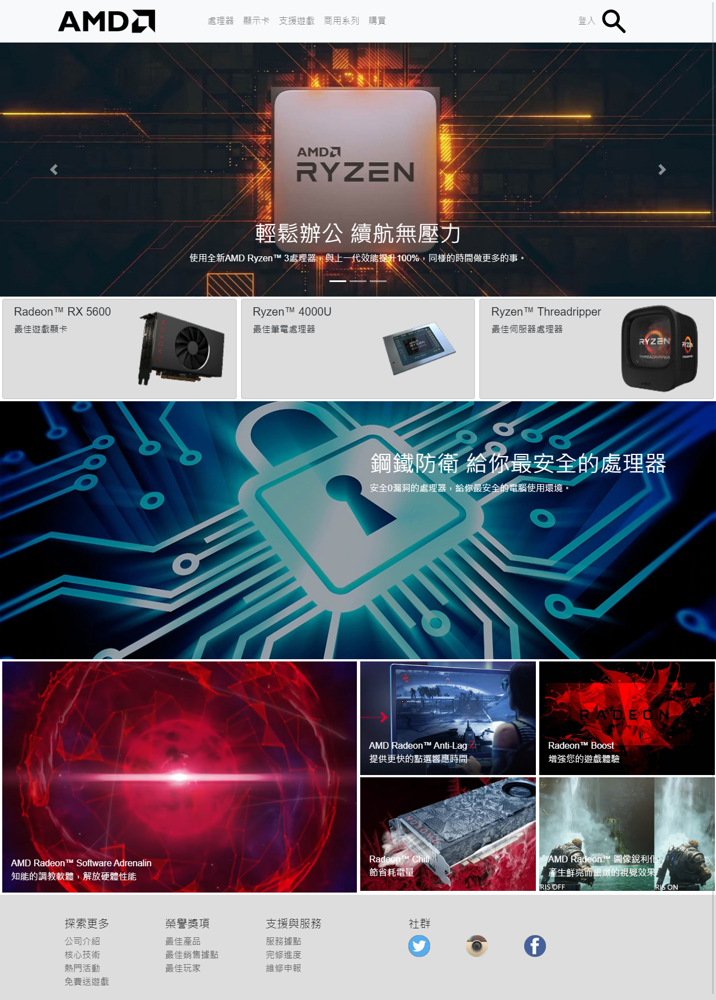 AMD
處理器 顯示卡 支援遊戲 商用系列 購買
登入
AMD
RYZEN
輕鬆辦公 續航無壓力
使用全新AMD Ryzen™ 3處理器，與上一代效能提升100%，同樣的時間做更多的事。
Radeon™ RX 5600
最佳遊戲顯卡
RADEON
Ryzen™ 4000U
最佳筆電處理器
Ryzen™ Threadripper
最佳伺服器處理器
RYZEN
THREADRIPPER
RYZEN
鋼鐵防衛 給你最安全的處理器
安全0漏洞的處理器，給你最安全的電腦使用環境。
AMD Radeon™ Software Adrenalin
知能的調教軟體，解放硬體性能
AMD Radeon™ Anti-Lag
提供更快的點選響應時間
RADEON
Radeon™ Boost
增強您的遊戲體驗
RADEON
Radeon™ Chill
節省耗電量
AMD Radeon™ 圖像銳利化
產生鮮亮而細緻的視覺效果
RIS OFF
RIS ON
探索更多
公司介紹
核心技術
熱門活動
免費送遊戲
榮譽獎項
最佳產品
最佳銷售據點
最佳玩家
支援與服務
服務據點
完修進度
維修申報
社群